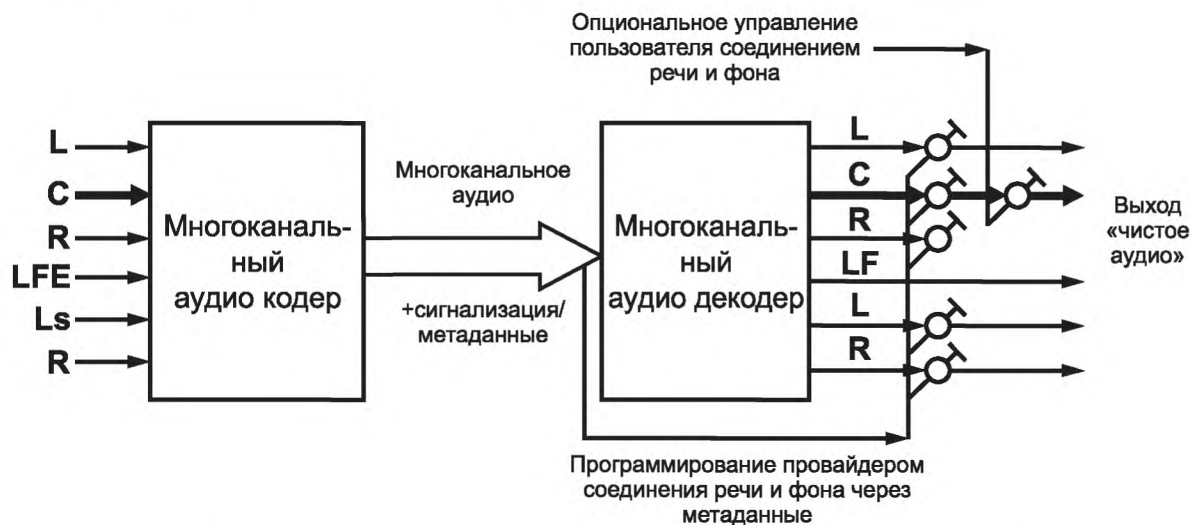 Опциональное управление
пользователя соединением
речи и фона
L
C
R
LFE
Ls
R
Многоканаль-
ный
аудио кодер
Многоканальное
аудио
+сигнализация/
метаданные
Многоканаль-
ный
аудио декодер
L
C
R
LF
L
R
Выход
«чистое
аудио»
Программирование провайдером
соединения речи и фона через
метаданные